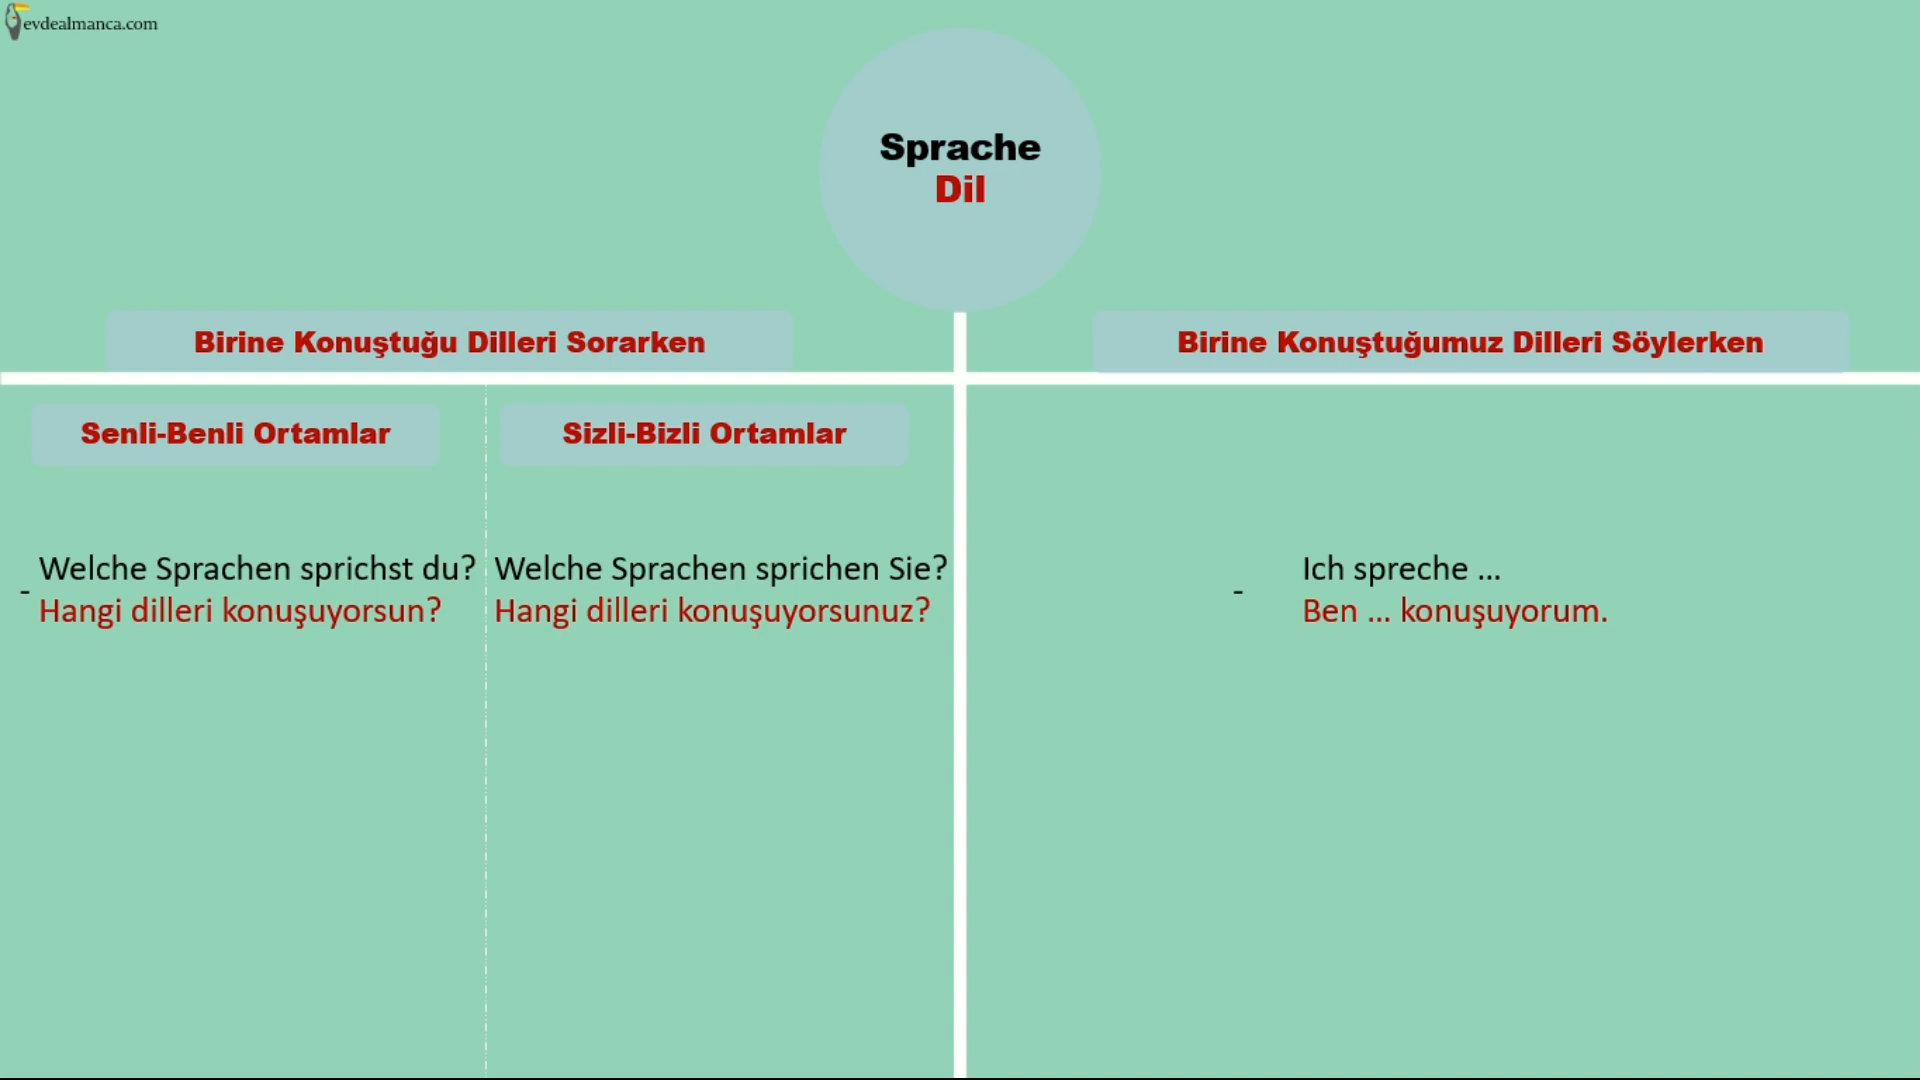 evdealmanca.com
Sprache
Dil
Birine Konuştuğu Dilleri Sorarken
Birine Konuştuğumuz Dilleri Söylerken
Senli-Benli Ortamlar
Sizli-Bizli Ortamlar
- Welche Sprachen sprichst du?
Hangi dilleri konuşuyorsun?
Welche Sprachen sprichen Sie?
Hangi dilleri konuşuyorsunuz?
- Ich spreche ...
Ben ... konuşuyorum.